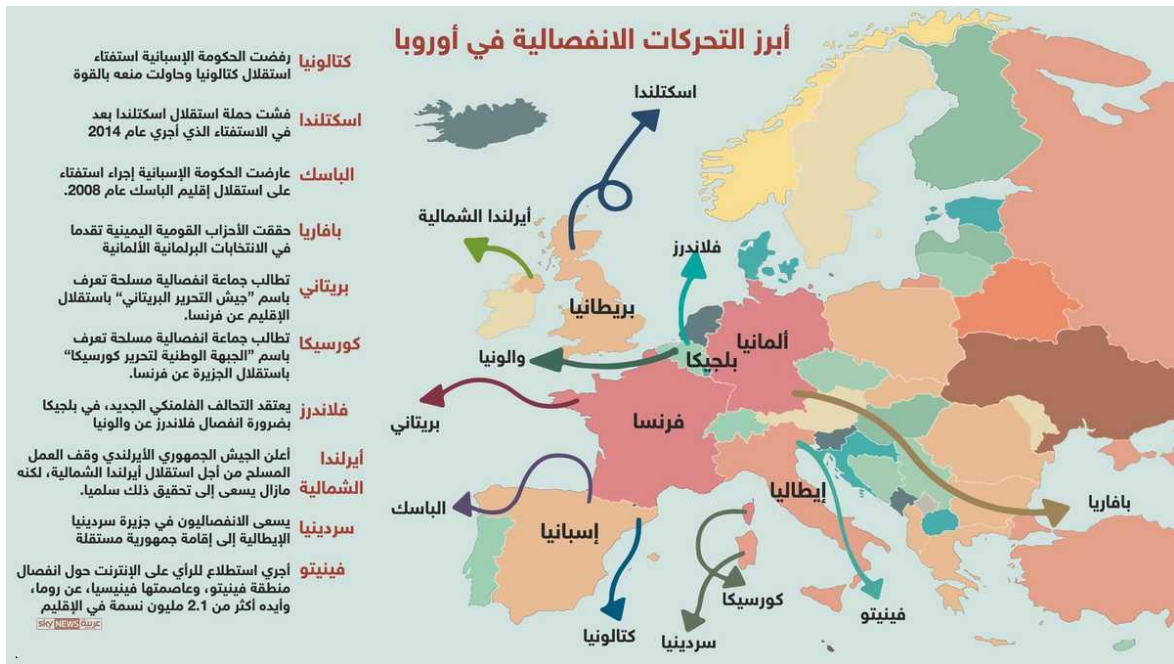 أبرز التحركات الانفصالية في أوروبا
كتالونيا
رفضت الحكومة الإسبانية استفتاء
استقلال كتالونيا وحاولت منعه بالقوة
اسكتلندا
فشت حملة استقلال اسكتلندا بعد
في الاستفتاء الذي أجري عام 2014
الباسك
عارضت الحكومة الإسبانية إجراء استفتاء
على استقلال إقليم الباسك عام 2008.
بافاريا
حققت الأحزاب القومية اليمينية تقدما
في الانتخابات البرلمانية الألمانية
بريتاني
تطالب جماعة انفصالية مسلحة تعرف
باسم "جيش التحرير البريتاني" باستقلال
الإقليم عن فرنسا.
كورسيكا
تطالب جماعة انفصالية مسلحة تعرف
باسم "الجبهة الوطنية لتحرير كورسيكا"
باستقلال الجزيرة عن فرنسا.
فلاندرز
يعتقد التحالف الفلمنكي الجديد، في بلجيكا
بضرورة انفصال فلاندرز عن والونيا
أيرلندا
الشمالية
أعلن الجيش الجمهوري الأيرلندي وقف العمل
المسلح من أجل استقلال أيرلندا الشمالية، لكنه
مازال يسعى إلى تحقيق ذلك سلميا.
سردينيا
يسعى الانفصاليون في جزيرة سردينيا
الإيطالية إلى إقامة جمهورية مستقلة
فينيتو
أجري استطلاع للرأي على الإنترنت حول انفصال
منطقة فينيتو، وعاصمتها فينيسيا، عن روما،
وأيده أكثر من 2.1 مليون نسمة في الإقليم
sky NEWS عربية
اسكتلندا
أيرلندا الشمالية
فلاندرز
بريطانيا
ألمانيا
بلجيكا
والونيا
بريتاني
فرنسا
الباسك
إسبانيا
إيطاليا
بافاريا
كورسيكا
فينيتو
كتالونيا
سردينيا